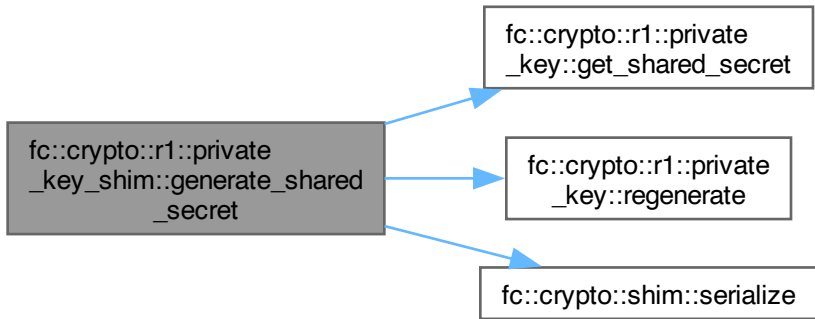 fc::crypto::r1::private
_key_shim::generate_shared
_secret
fc::crypto::r1::private
_key::get_shared_secret
fc::crypto::r1::private
_key::regenerate
fc::crypto::shim::serialize